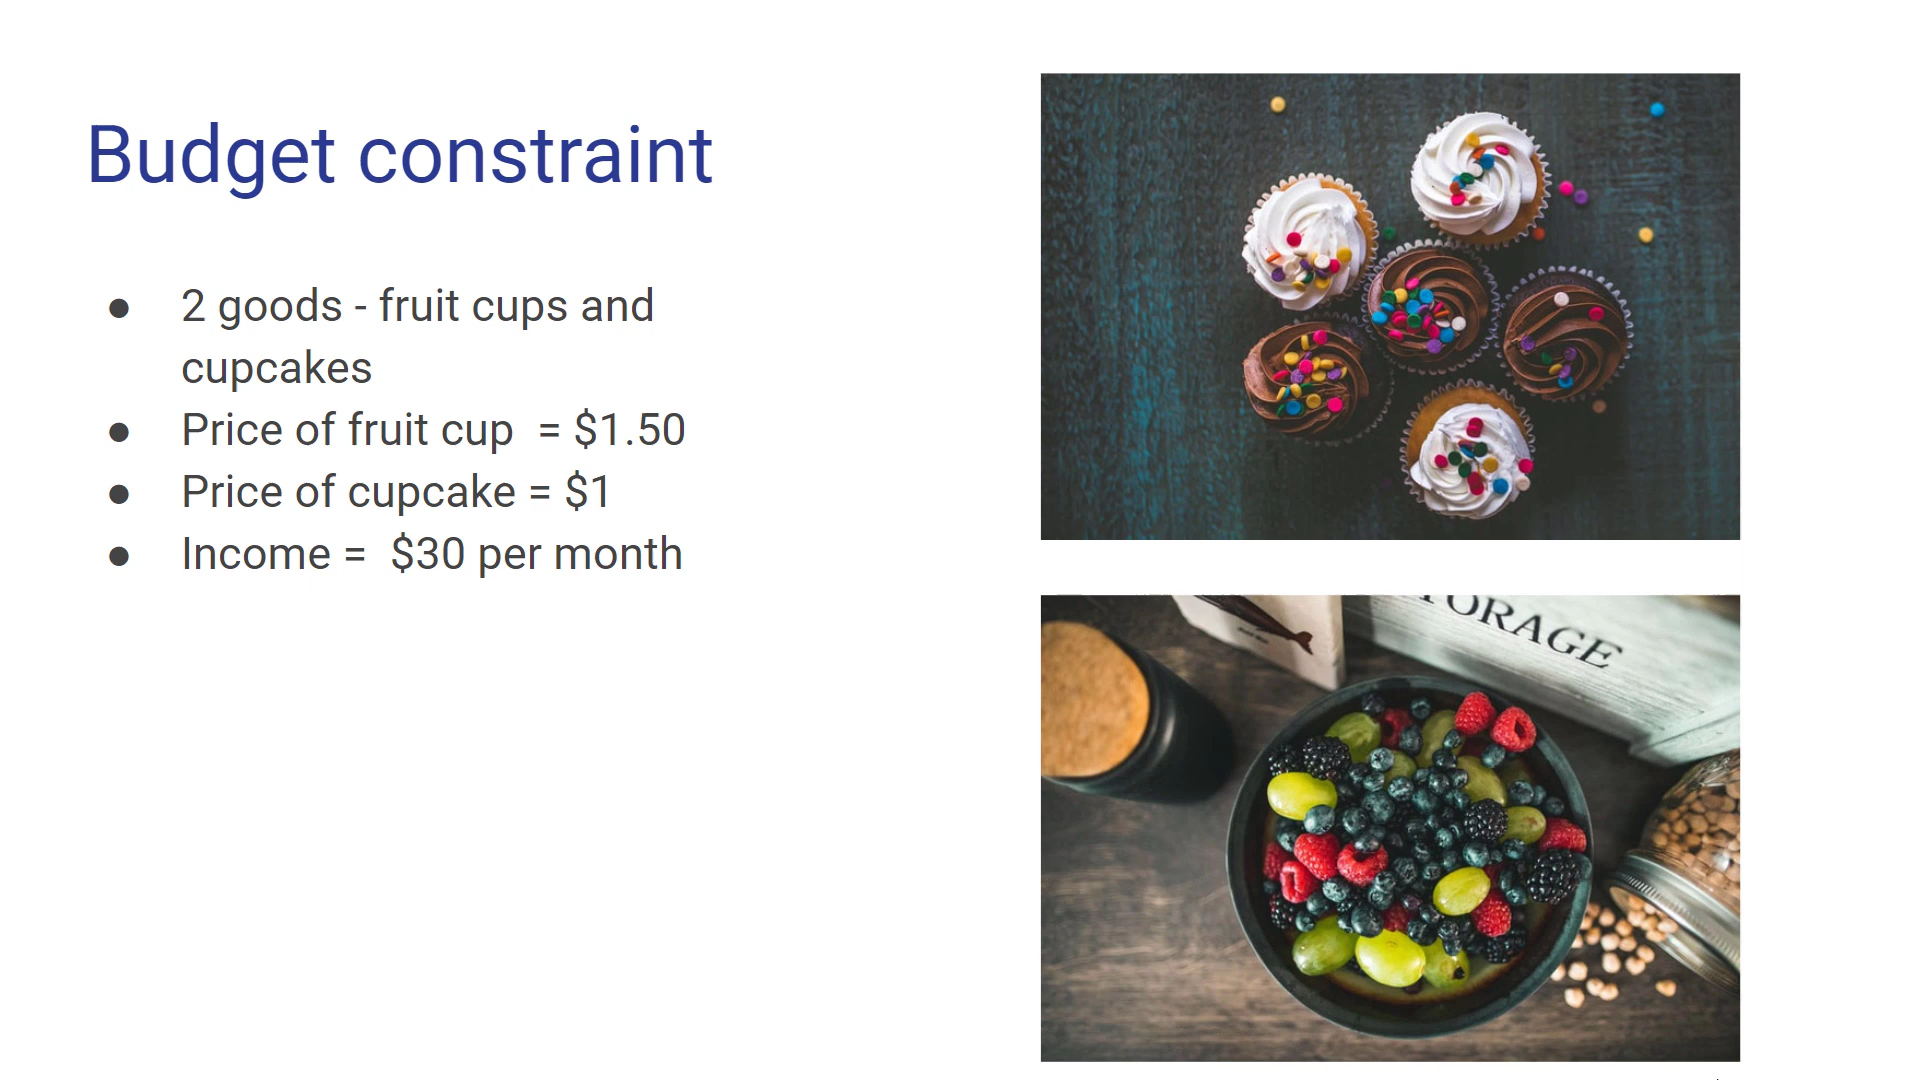 Budget constraint
● 2 goods - fruit cups and
cupcakes
● Price of fruit cup  = $1.50
● Price of cupcake = $1
● Income =  $30 per month
TORAGE